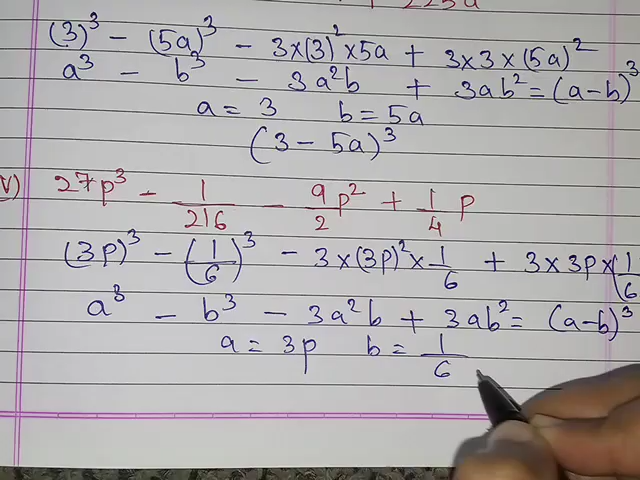 225a
(3)³ - (5a)³ - 3×(3)²×5a + 3×3×(5a)²
a³ - b³ - 3a²b + 3ab² = (a-b)³
a = 3 b = 5a
(3 - 5a)³
V) 27p³ - 1/216 - 9/2 p² + 1/4 p
(3p)³ - (1/6)³ - 3×(3p)²×1/6 + 3×3p×(1/6
a³ - b³ - 3a²b + 3ab² = (a-b)³
a = 3p b = 1/6